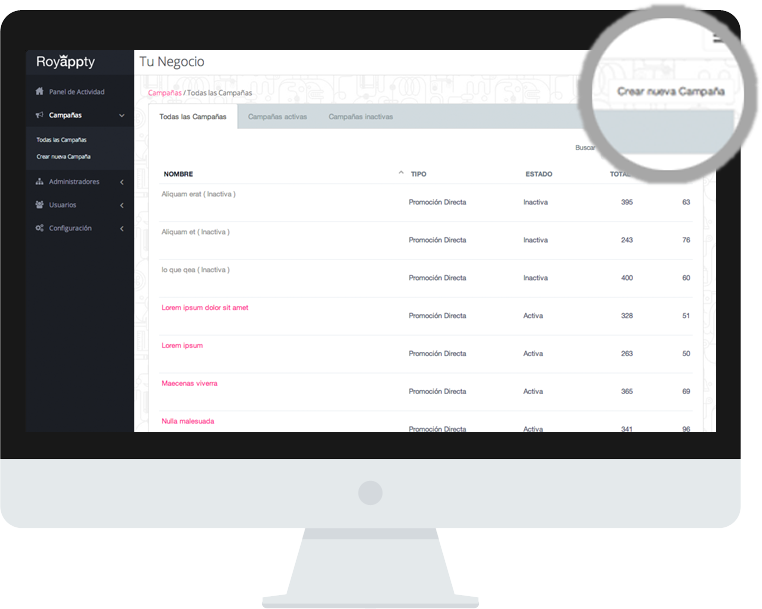 Royappty
Tu Negocio
Panel de Actividad
Campañas
Todas las Campañas
Crear nueva Campaña
Administradores
Usuarios
Configuración
Campañas / Todas las Campañas
Crear nueva Campaña
Todas las Campañas Campañas activas Campañas inactivas
Buscar
NOMBRE TIPO ESTADO
Aliquam erat ( Inactiva ) Promoción Directa Inactiva 395 63
Aliquam et ( Inactiva ) Promoción Directa Inactiva 243 76
lo que qea ( Inactiva ) Promoción Directa Inactiva 400 60
Lorem ipsum dolor sit amet Promoción Directa Activa 328 51
Lorem ipsum Promoción Directa Activa 263 50
Maecenas viverra Promoción Directa Activa 365 69
Nulla malesuada Promoción Directa Activa 341 96